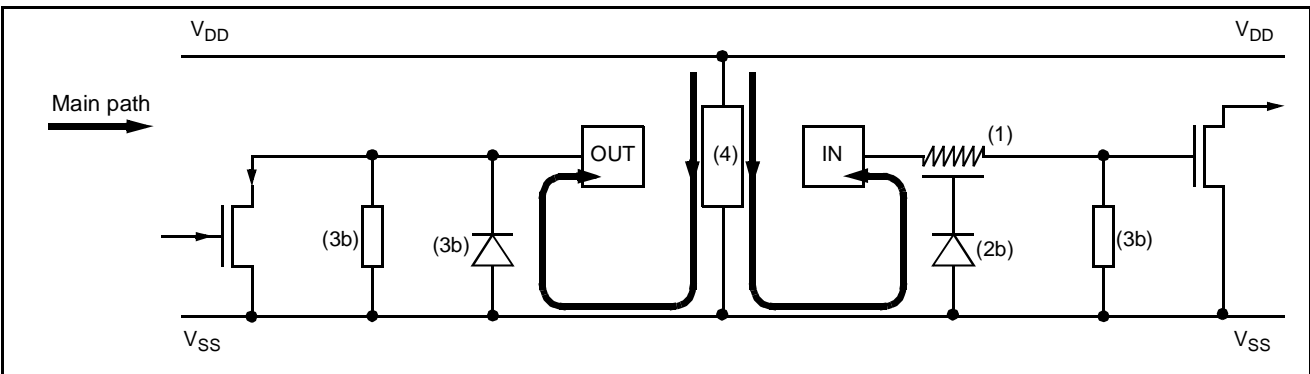 VDD
VDD
Main path
OUT
(4)
IN
(1)
(3b)
(3b)
(2b)
(3b)
VSS
VSS